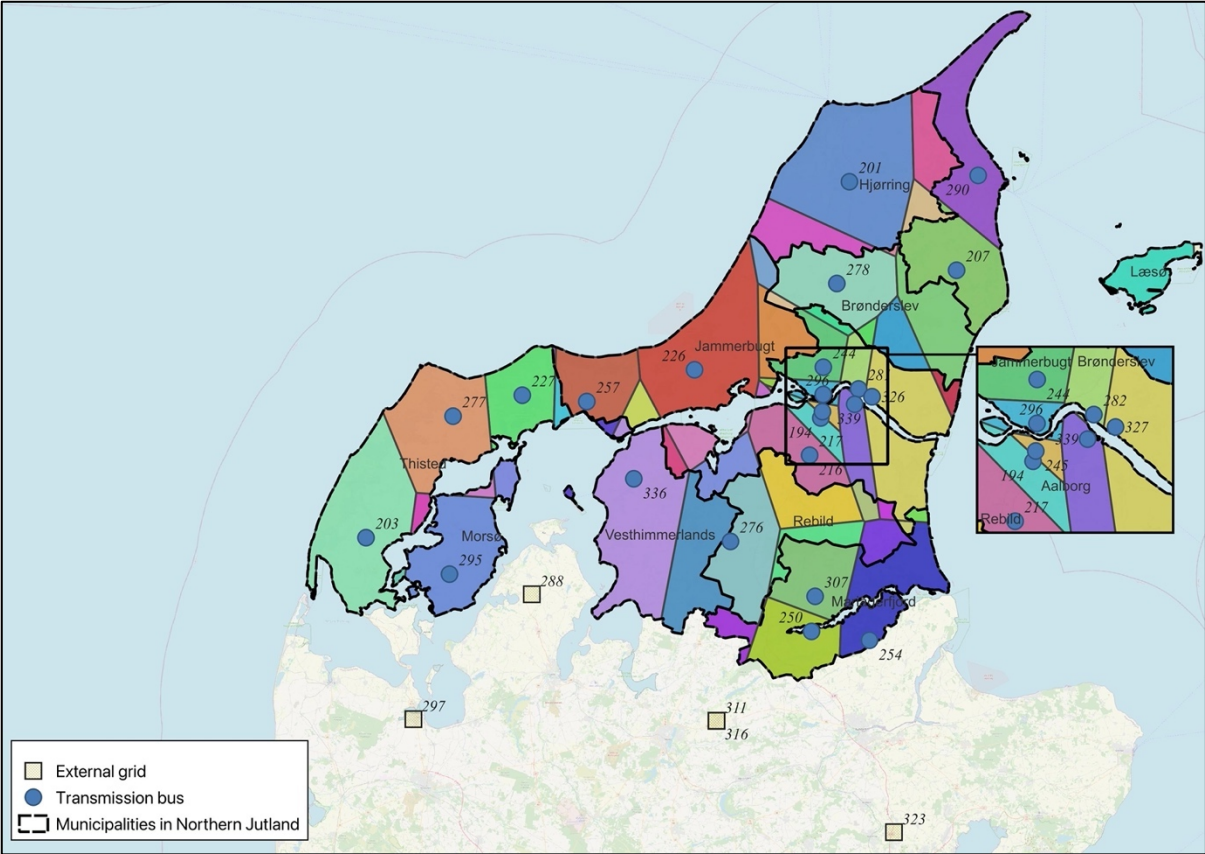 201
Hjørring
290
207
278
Læsø
Brønderslev
Jammerbugt
226
244
Jammerbugt Brønderslev
227
257
296
326
244
282
277
339
296
327
194
339
Thisted
217
194
245
216
Aalborg
336
217
Rebild
Rebild
203
Vesthimmerlands
276
Morsø
295
288
307
250
254
297
311
316
323
External grid
Transmission bus
Municipalities in Northern Jutland